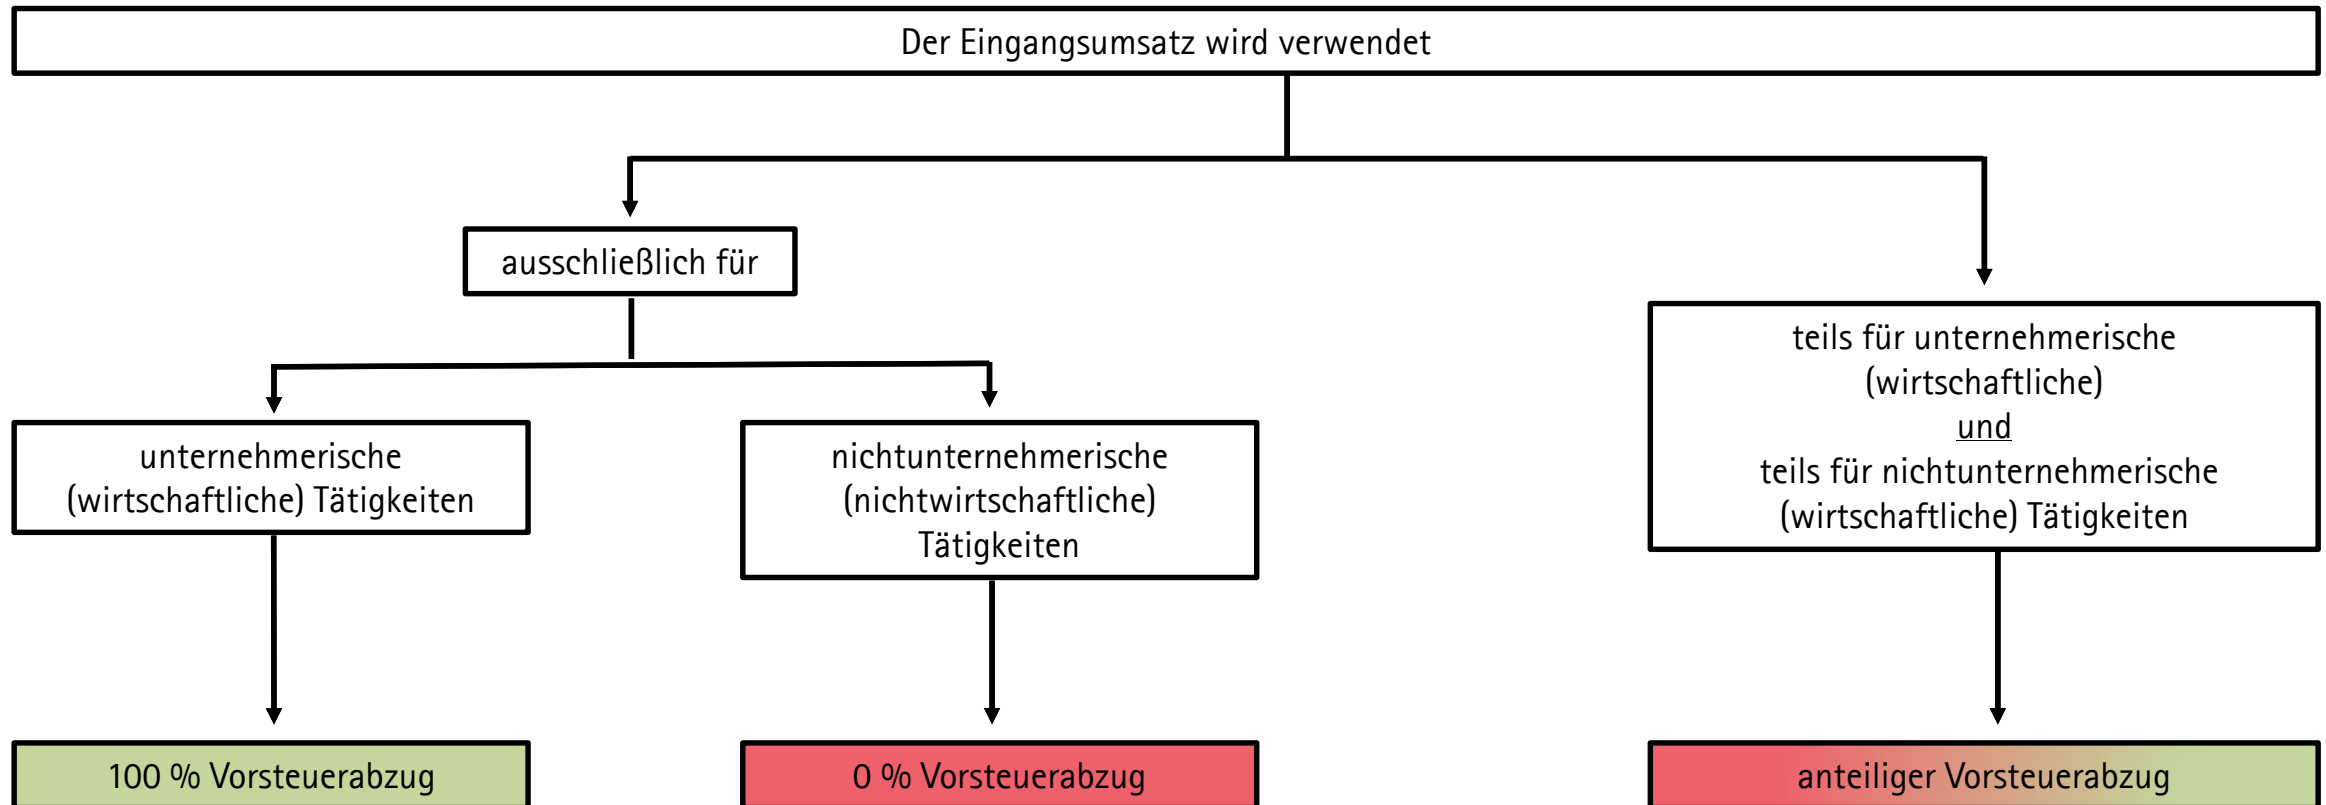 Der Eingangsumsatz wird verwendet
ausschließlich für
unternehmerische
(wirtschaftliche) Tätigkeiten
nichtunternehmerische
(nichtwirtschaftliche)
Tätigkeiten
teils für unternehmerische
(wirtschaftliche)
und
teils für nichtunternehmerische
(wirtschaftliche) Tätigkeiten
100 % Vorsteuerabzug
0 % Vorsteuerabzug
anteiliger Vorsteuerabzug